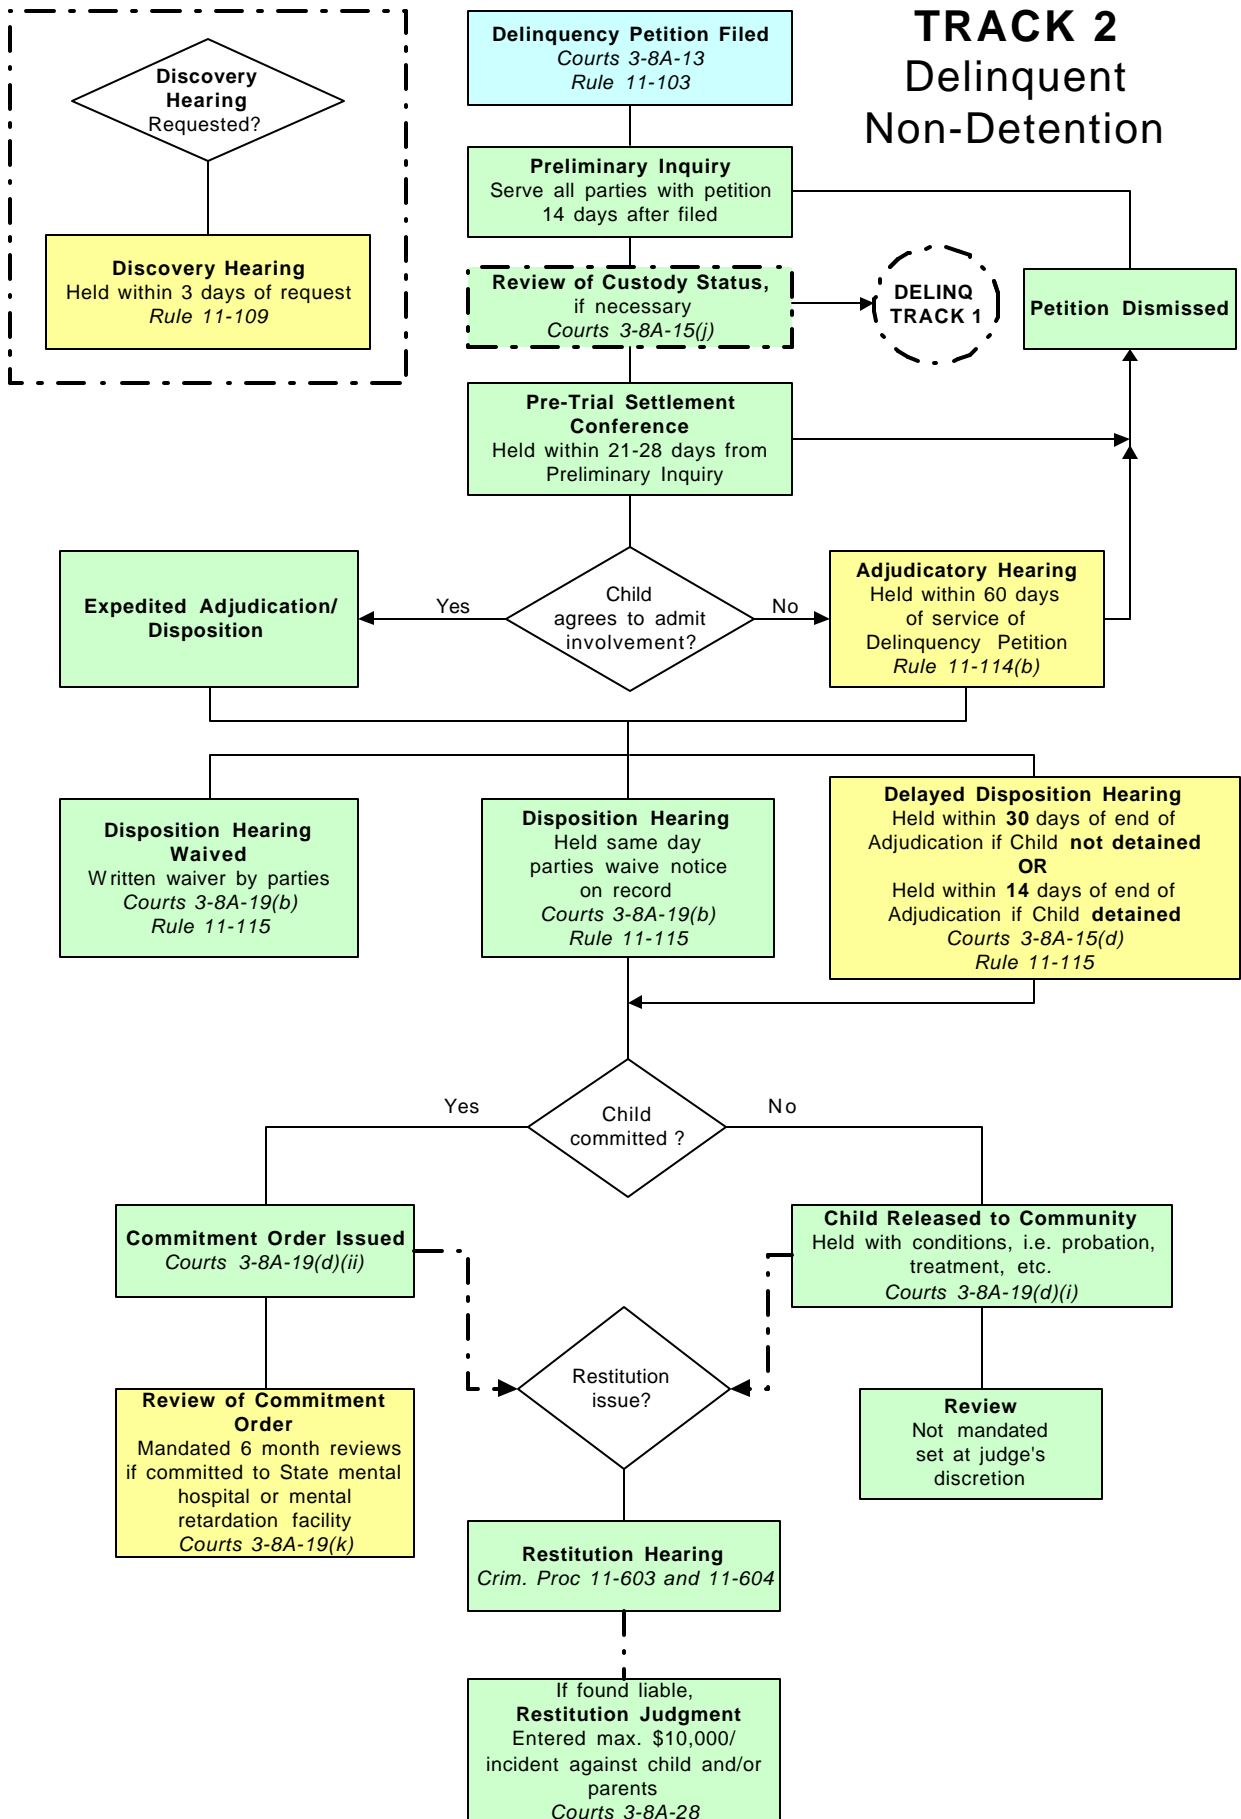 TRACK 2
Delinquent
Non-Detention
Discovery
Hearing
Requested?
Discovery Hearing
Held within 3 days of request
Rule 11-109
Delinquency Petition Filed
Courts 3-8A-13
Rule 11-103
Preliminary Inquiry
Serve all parties with petition
14 days after filed
Review of Custody Status,
if necessary
Courts 3-8A-15(j)
DELINQ
TRACK 1
Petition Dismissed
Pre-Trial Settlement
Conference
Held within 21-28 days from
Preliminary Inquiry
Child
agrees to admit
involvement?
Yes
No
Expedited Adjudication/
Disposition
Adjudicatory Hearing
Held within 60 days
of service of
Delinquency Petition
Rule 11-114(b)
Disposition Hearing
Waived
Written waiver by parties
Courts 3-8A-19(b)
Rule 11-115
Disposition Hearing
Held same day
parties waive notice
on record
Courts 3-8A-19(b)
Rule 11-115
Delayed Disposition Hearing
Held within 30 days of end of
Adjudication if Child not detained
OR
Held within 14 days of end of
Adjudication if Child detained
Courts 3-8A-15(d)
Rule 11-115
Child
committed ?
Yes
No
Commitment Order Issued
Courts 3-8A-19(d)(ii)
Child Released to Community
Held with conditions, i.e. probation,
treatment, etc.
Courts 3-8A-19(d)(i)
Restitution
issue?
Review of Commitment
Order
Mandated 6 month reviews
if committed to State mental
hospital or mental
retardation facility
Courts 3-8A-19(k)
Review
Not mandated
set at judge's
discretion
Restitution Hearing
Crim. Proc 11-603 and 11-604
If found liable,
Restitution Judgment
Entered max. $10,000/
incident against child and/or
parents
Courts 3-8A-28